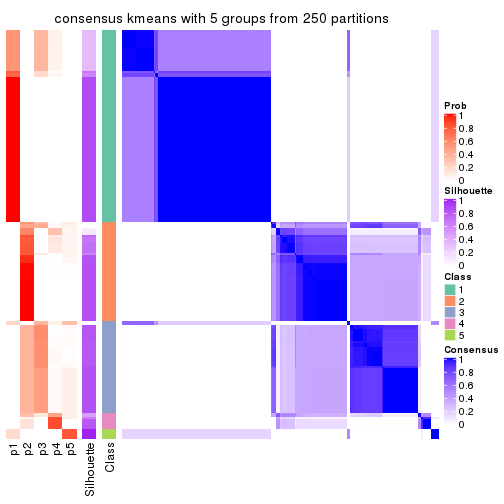 consensus kmeans with 5 groups from 250 partitions
Prob
1
0.8
0.6
0.4
0.2
0
Silhouette
1
0.8
0.6
0.4
0.2
0
Class
1
2
3
4
5
Consensus
1
0.8
0.6
0.4
0.2
0
p1
p2
p3
p4
p5
Silhouette
Class